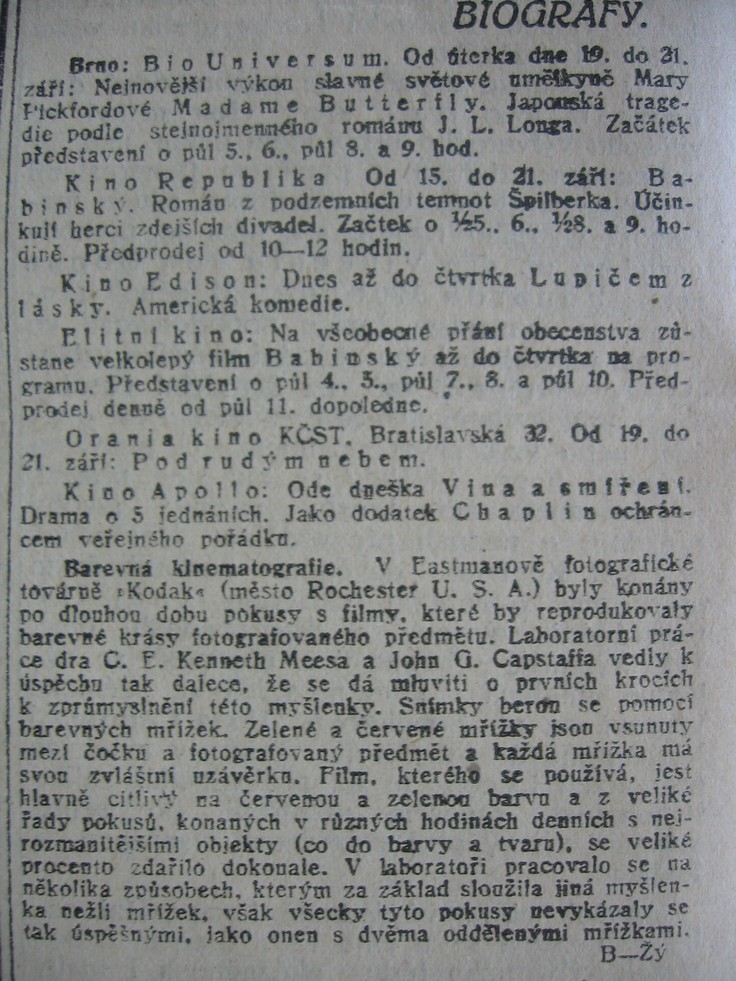 BIOGRAFY.
Brno: Bio Universum. Od úterka dne 19. do 21.
září: Nejnovější výkon slavné světové umělkyně Mary
Pickfordové Madame Butterfly. Japonská trage-
die podle stejnojmenného románu J. L. Longa. Začátek
představení o půl 5., 6., půl 8. a 9. hod.
Kino Republika Od 15. do 21. září: Ba-
binský. Román z podzemních temnot Špilberka. Účin-
kují herci zdejších divadel. Začtek o ½5., 6., ½8. a 9. ho-
dině. Předprodej od 10—12 hodin.
Kino Edison: Dnes až do čtvrtka Lupičem z
lásky. Americká komedie.
Elitní kino: Na všeobecné přání obecenstva zů-
stane velkolepý film Babinský až do čtvrtka na pro-
gramu. Představení o půl 4., 5., půl 7., 8. a půl 10. Před-
prodej denně od půl 11. dopoledne.
Orania kino KČST. Bratislavská 32. Od 19. do
21. září: Pod rudým nebem.
Kino Apollo: Ode dneška Vina a smíření.
Drama o 5 jednáních. Jako dodatek Chaplin ochrán-
cem veřejného pořádku.
Barevná kinematografie. V Eastmanově fotografické
továrně »Kodak« (město Rochester U. S. A.) byly konány
po dlouhou dobu pokusy s filmy, které by reprodukovaly
barevné krásy fotografovaného předmětu. Laboratorní prá-
ce dra C. E. Kenneth Meesa a John G. Capstaffa vedly k
úspěchu tak dalece, že se dá mluviti o prvních krocích
k zprůmyslnění této myšlenky. Snímky berou se pomocí
barevných mřížek. Zelené a červené mřížky jsou vsunuty
mezi čočku a fotografovaný předmět a každá mřížka má
svou zvláštní uzávěrku. Film, kterého se používá, jest
hlavně citlivý na červenou a zelenou barvu a z veliké
řady pokusů, konaných v různých hodinách denních s nej-
rozmanitějšími objekty (co do barvy a tvaru), se veliké
procento zdařilo dokonale. V laboratoři pracovalo se na
několika způsobech, kterým za základ sloužila jiná myšlen-
ka nežli mřížek, však všecky tyto pokusy nevykázaly se
tak úspěšnými, jako onen s dvěma oddělenými mřížkami.
B—Žý